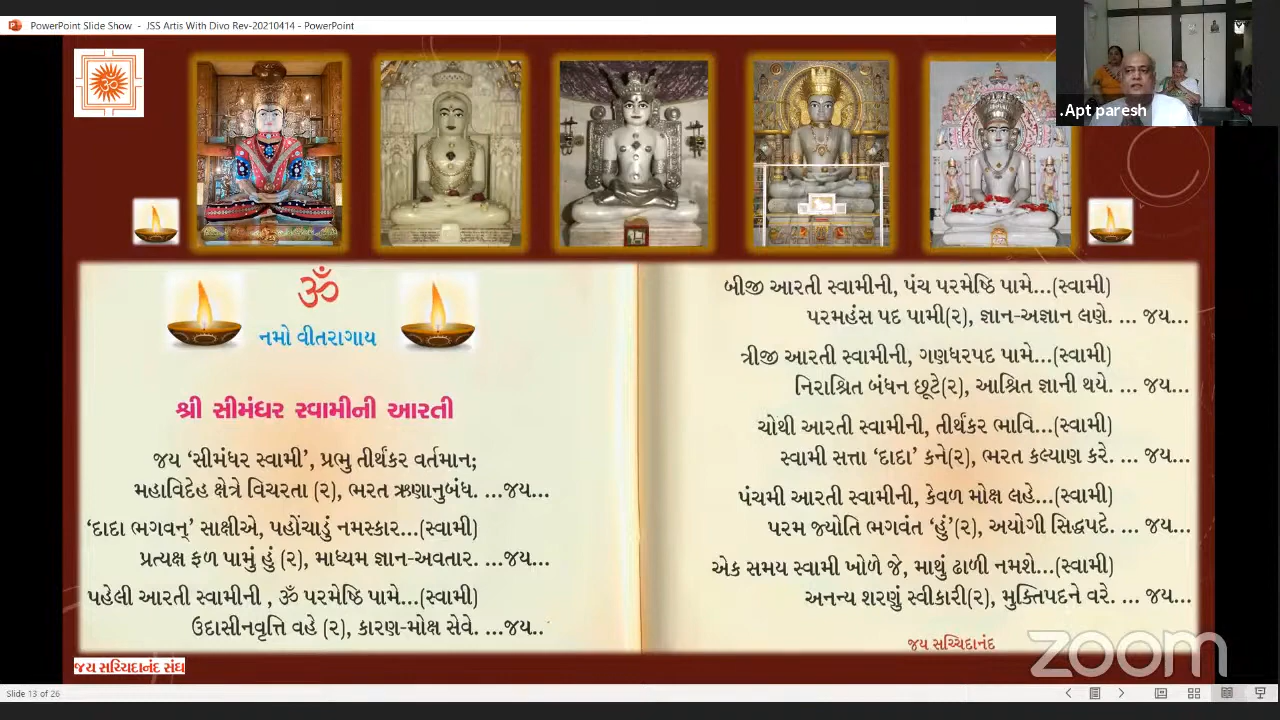 PowerPoint Slide Show - JSS Artis With Divo Rev-20210414 - PowerPoint
.Apt paresh
ૐ
નમો વીતરાગાય
શ્રી સીમંધર સ્વામીની આરતી
જય ‘સીમંધર સ્વામી’, પ્રભુ તીર્થંકર વર્તમાન;
મહાવિદેહ ક્ષેત્રે વિચરતા (૨), ભરત ઋણાનુબંધ. ...જય...
‘દાદા ભગવન્’ સાક્ષીએ, પહોંચાડું નમસ્કાર...(સ્વામી)
પ્રત્યક્ષ ફળ પામું હું (૨), માધ્યમ જ્ઞાન-અવતાર. ...જય...
પહેલી આરતી સ્વામીની , ૐ પરમેષ્ઠિ પામે...(સ્વામી)
ઉદાસીનવૃત્તિ વહે (૨), કારણ-મોક્ષ સેવે. ...જય..
બીજી આરતી સ્વામીની, પંચ પરમેષ્ઠિ પામે...(સ્વામી)
પરમહંસ પદ પામી(૨), જ્ઞાન-અજ્ઞાન લણે. ... જય...
ત્રીજી આરતી સ્વામીની, ગણધરપદ પામે...(સ્વામી)
નિરાશ્રિત બંધન છૂટે(૨), આશ્રિત જ્ઞાની થયે. ... જય...
ચોથી આરતી સ્વામીની, તીર્થંકર ભાવિ...(સ્વામી)
સ્વામી સત્તા ‘દાદા’ કને(૨), ભરત કલ્યાણ કરે. ... જય...
પંચમી આરતી સ્વામીની, કેવળ મોક્ષ લહે...(સ્વામી)
પરમ જ્યોતિ ભગવંત ‘હું’(૨), અયોગી સિદ્ધપદે. ... જય...
એક સમય સ્વામી ખોળે જે, માથું ઢાળી નમશે...(સ્વામી)
અનન્ય શરણું સ્વીકારી(૨), મુક્તિપદને વરે. ... જય...
જય સચ્ચિદાનંદ
zoom
જય સચ્ચિદાનંદ સંઘ
Slide 13 of 26